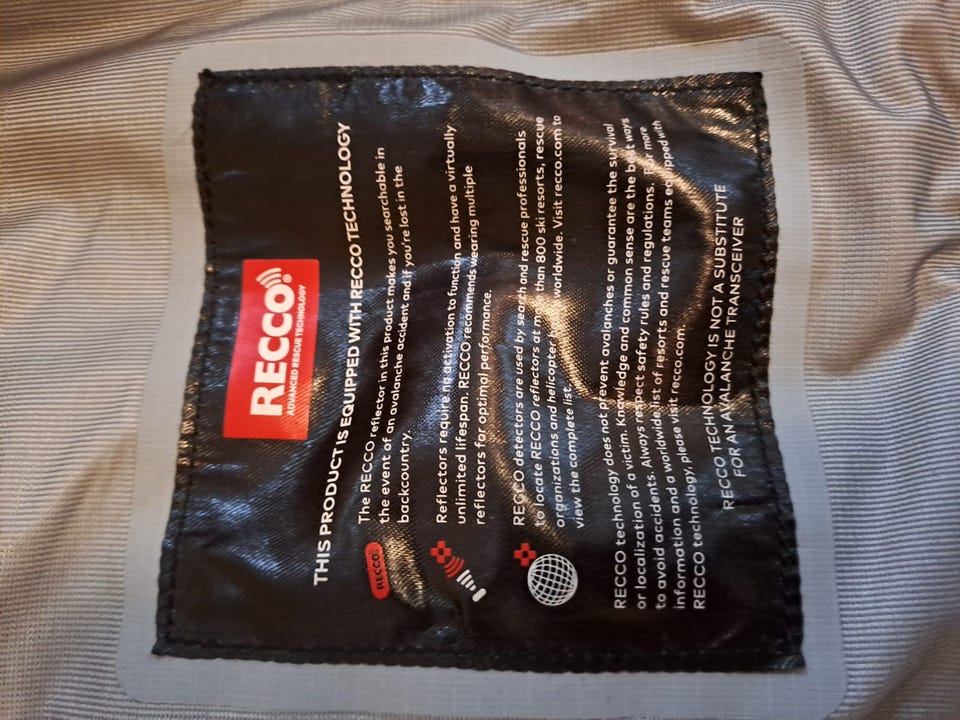 RECCO®
ADVANCED RESCUE TECHNOLOGY
THIS PRODUCT IS EQUIPPED WITH RECCO TECHNOLOGY
RECCO
The RECCO reflector in this product makes you searchable in
the event of an avalanche accident and if you're lost in the
backcountry.
Reflectors require no activation to function and have a virtually
unlimited lifespan. RECCO recommends wearing multiple
reflectors for optimal performance.
RECCO detectors are used by search and rescue professionals
to locate RECCO reflectors at more than 800 ski resorts, rescue
organizations and helicopter worldwide. Visit recco.com to
view the complete list.
RECCO technology does not prevent avalanches or guarantee the survival
or localization of a victim. Knowledge and common sense are the best ways
to avoid accidents. Always respect safety rules and regulations. For more
information and a worldwide list of resorts and rescue teams equipped with
RECCO technology, please visit recco.com.
RECCO TECHNOLOGY IS NOT A SUBSTITUTE
FOR AN AVALANCHE TRANSCEIVER